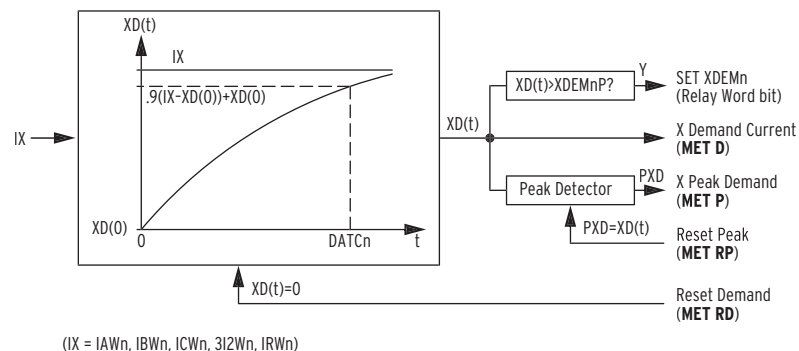 XD(t)
IX
.9(IX-XD(0))+XD(0)
XD(0)
0
DATCn
t
IX
XD(t)
XD(t)>XDEMnP?
Y
SET XDEMn
(Relay Word bit)
X Demand Current
(MET D)
Peak Detector
PXD
X Peak Demand
(MET P)
PXD=XD(t)
Reset Peak
(MET RP)
XD(t)=0
Reset Demand
(MET RD)
(IX = IAWn, IBWn, ICWn, 3I2Wn, IRWn)